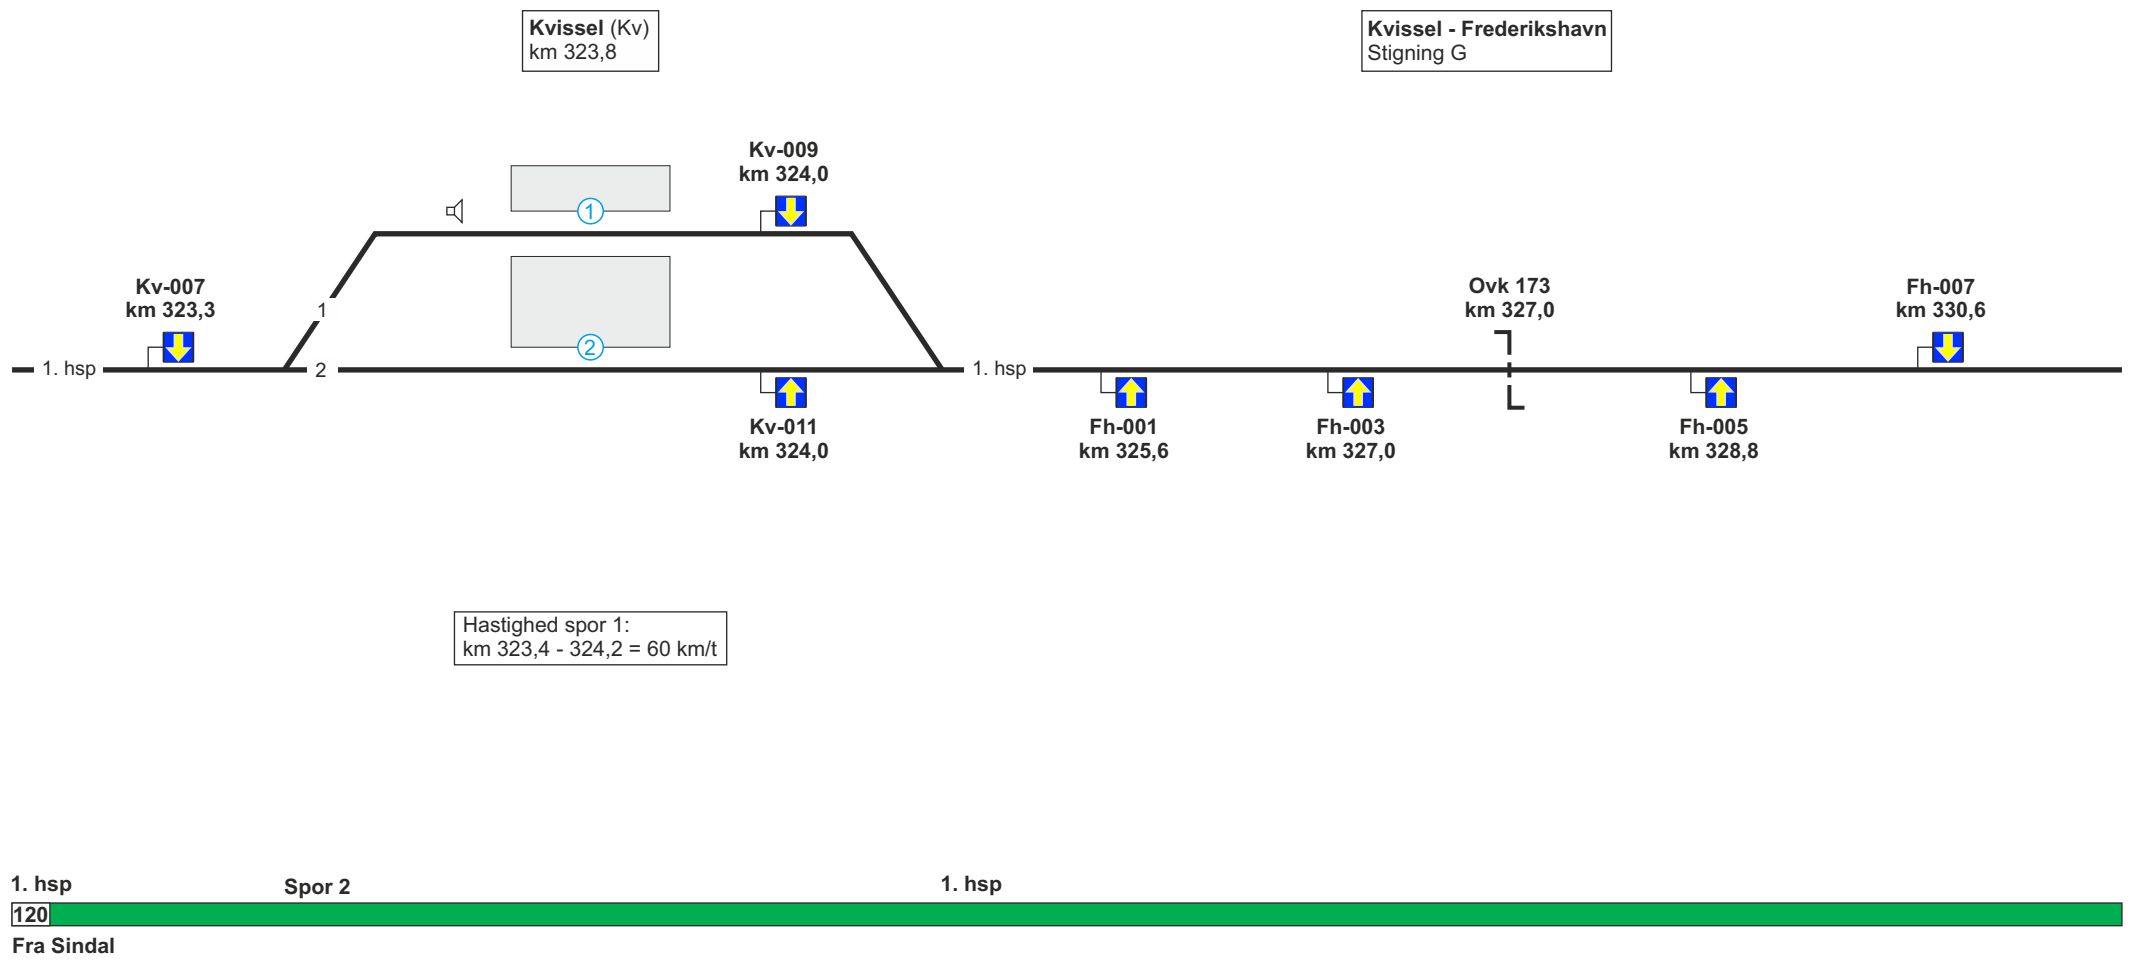 Kvissel (Kv)
km 323,8
Kvissel - Frederikshavn
Stigning G
Kv-009
km 324,0
1
Kv-007
km 323,3
1
Ovk 173
km 327,0
Fh-007
km 330,6
2
1. hsp
2
1. hsp
Kv-011
km 324,0
Fh-001
km 325,6
Fh-003
km 327,0
Fh-005
km 328,8
Hastighed spor 1:
km 323,4 - 324,2 = 60 km/t
1. hsp
Spor 2
1. hsp
120
Fra Sindal